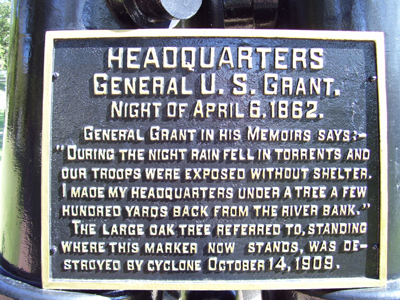 HEADQUARTERS
GENERAL U. S. GRANT.
NIGHT OF APRIL 6, 1862.
GENERAL GRANT IN HIS MEMOIRS SAYS:-
"DURING THE NIGHT RAIN FELL IN TORRENTS AND
OUR TROOPS WERE EXPOSED WITHOUT SHELTER.
I MADE MY HEADQUARTERS UNDER A TREE A FEW
HUNDRED YARDS BACK FROM THE RIVER BANK."
THE LARGE OAK TREE REFERRED TO, STANDING
WHERE THIS MARKER NOW STANDS, WAS DE-
STROYED BY CYCLONE OCTOBER 14, 1909.